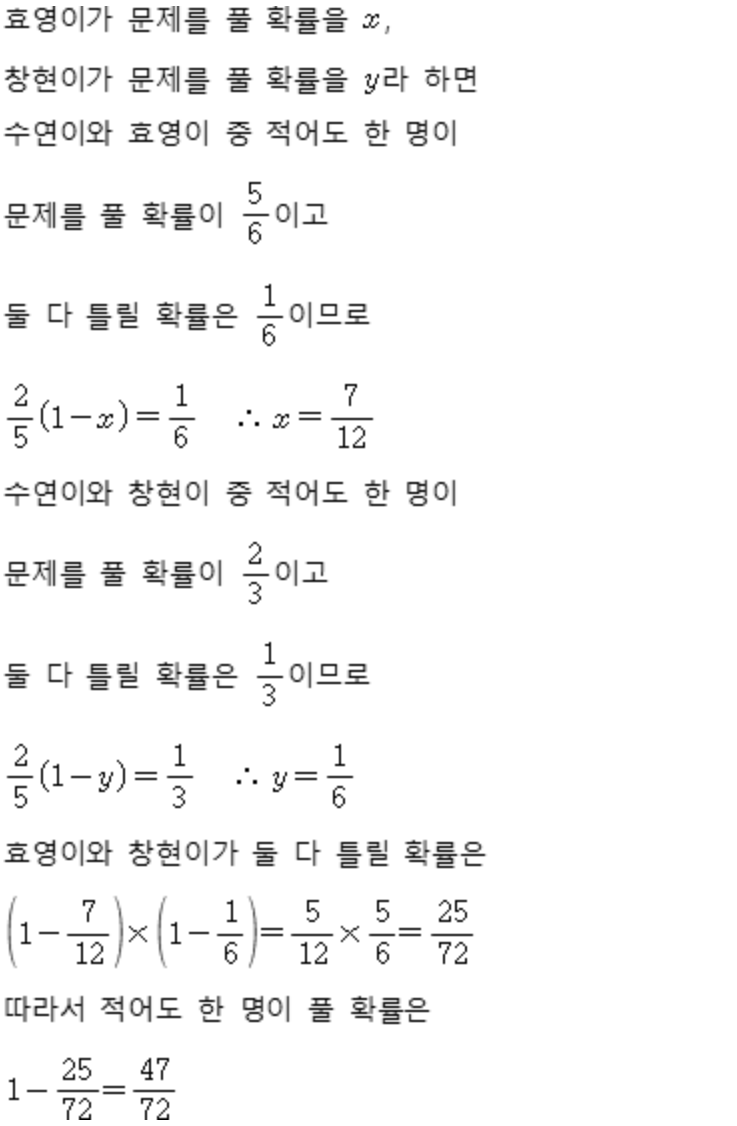 효영이가 문제를 풀 확률을 x,
창현이가 문제를 풀 확률을 y라 하면
수연이와 효영이 중 적어도 한 명이
문제를 풀 확률이 5/6이고
둘 다 틀릴 확률은 1/6이므로
2/5(1-x)=1/6 ∴ x=7/12
수연이와 창현이 중 적어도 한 명이
문제를 풀 확률이 2/3이고
둘 다 틀릴 확률은 1/3이므로
2/5(1-y)=1/3 ∴ y=1/6
효영이와 창현이가 둘 다 틀릴 확률은
(1-7/12)×(1-1/6)=5/12×5/6=25/72
따라서 적어도 한 명이 풀 확률은
1-25/72=47/72